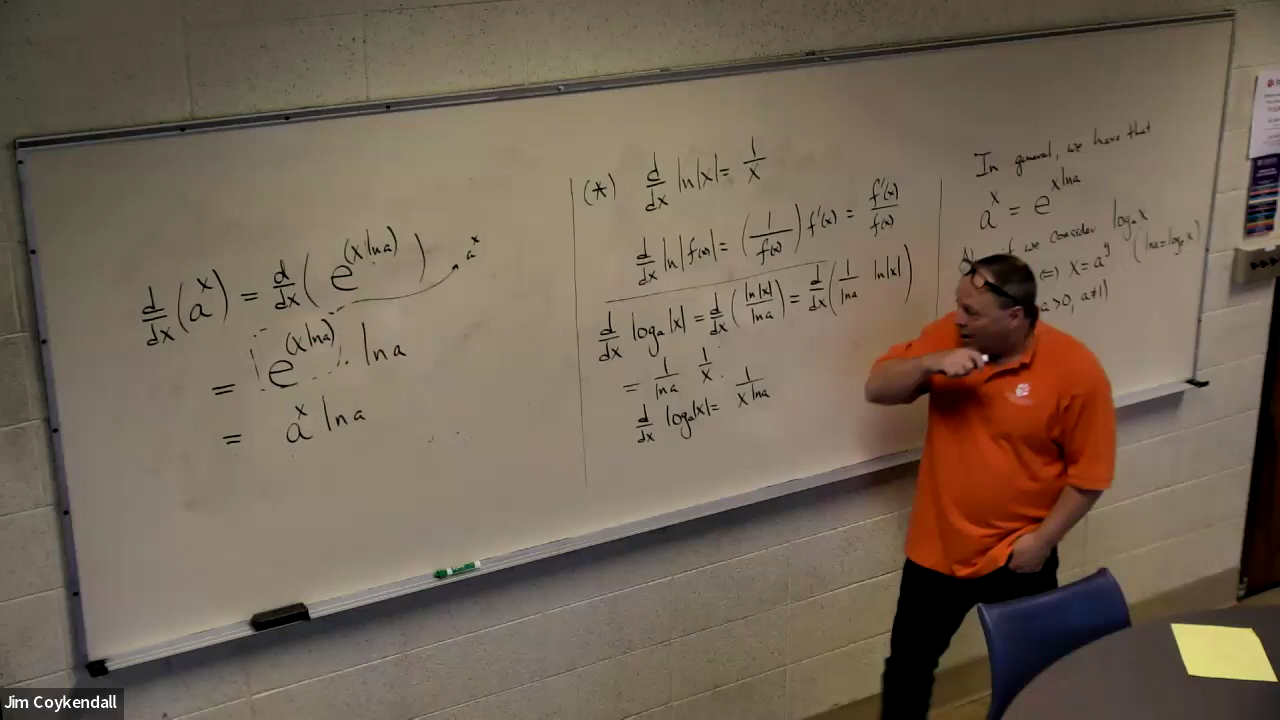 d/dx (a^x) = d/dx ( e^(x ln a) )
a^x
= e^(x ln a) · ln a
= a^x ln a
(*) d/dx ln|x| = 1/x
d/dx ln|f(x)| = (1/f(x)) f'(x) = f'(x)/f(x)
d/dx log_a|x| = d/dx (ln|x|/ln a) = d/dx (1/ln a ln|x|)
= 1/ln a 1/x .
d/dx log_a|x| = 1/(x ln a)
In general, we have that
a^x = e^(x ln a)
if we consider log_a x
⇔ x = a^y (ln x = log_e x)
a>0, a≠1)
Jim Coykendall